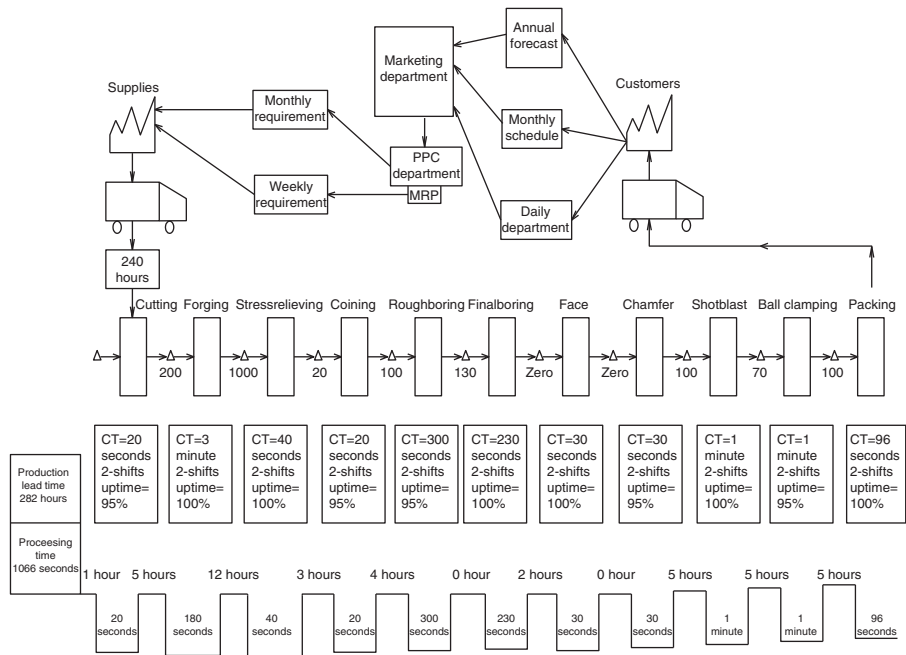 Annual
forecast
Marketing
department
Customers
Supplies
Monthly
requirement
Monthly
schedule
PPC
department
MRP
Weekly
requirement
Daily
department
240
hours
Cutting
Forging
Stressrelieving
Coining
Roughboring
Finalboring
Face
Chamfer
Shotblast
Ball clamping
Packing
200
1000
20
100
130
Zero
Zero
100
70
100
CT=20
seconds
2-shifts
uptime=
95%
CT=3
minute
2-shifts
uptime=
100%
CT=40
seconds
2-shifts
uptime=
100%
CT=20
seconds
2-shifts
uptime=
95%
CT=300
seconds
2-shifts
uptime=
95%
CT=230
seconds
2-shifts
uptime=
100%
CT=30
seconds
2-shifts
uptime=
100%
CT=30
seconds
2-shifts
uptime=
95%
CT=1
minute
2-shifts
uptime=
100%
CT=1
minute
2-shifts
uptime=
95%
CT=96
seconds
2-shifts
uptime=
100%
Production
lead time
282 hours
Proceesing
time
1066 seconds
1 hour
5 hours
12 hours
3 hours
4 hours
0 hour
2 hours
0 hour
5 hours
5 hours
5 hours
20
seconds
180
seconds
40
seconds
20
seconds
300
seconds
230
seconds
30
seconds
30
seconds
1
minute
1
minute
96
seconds